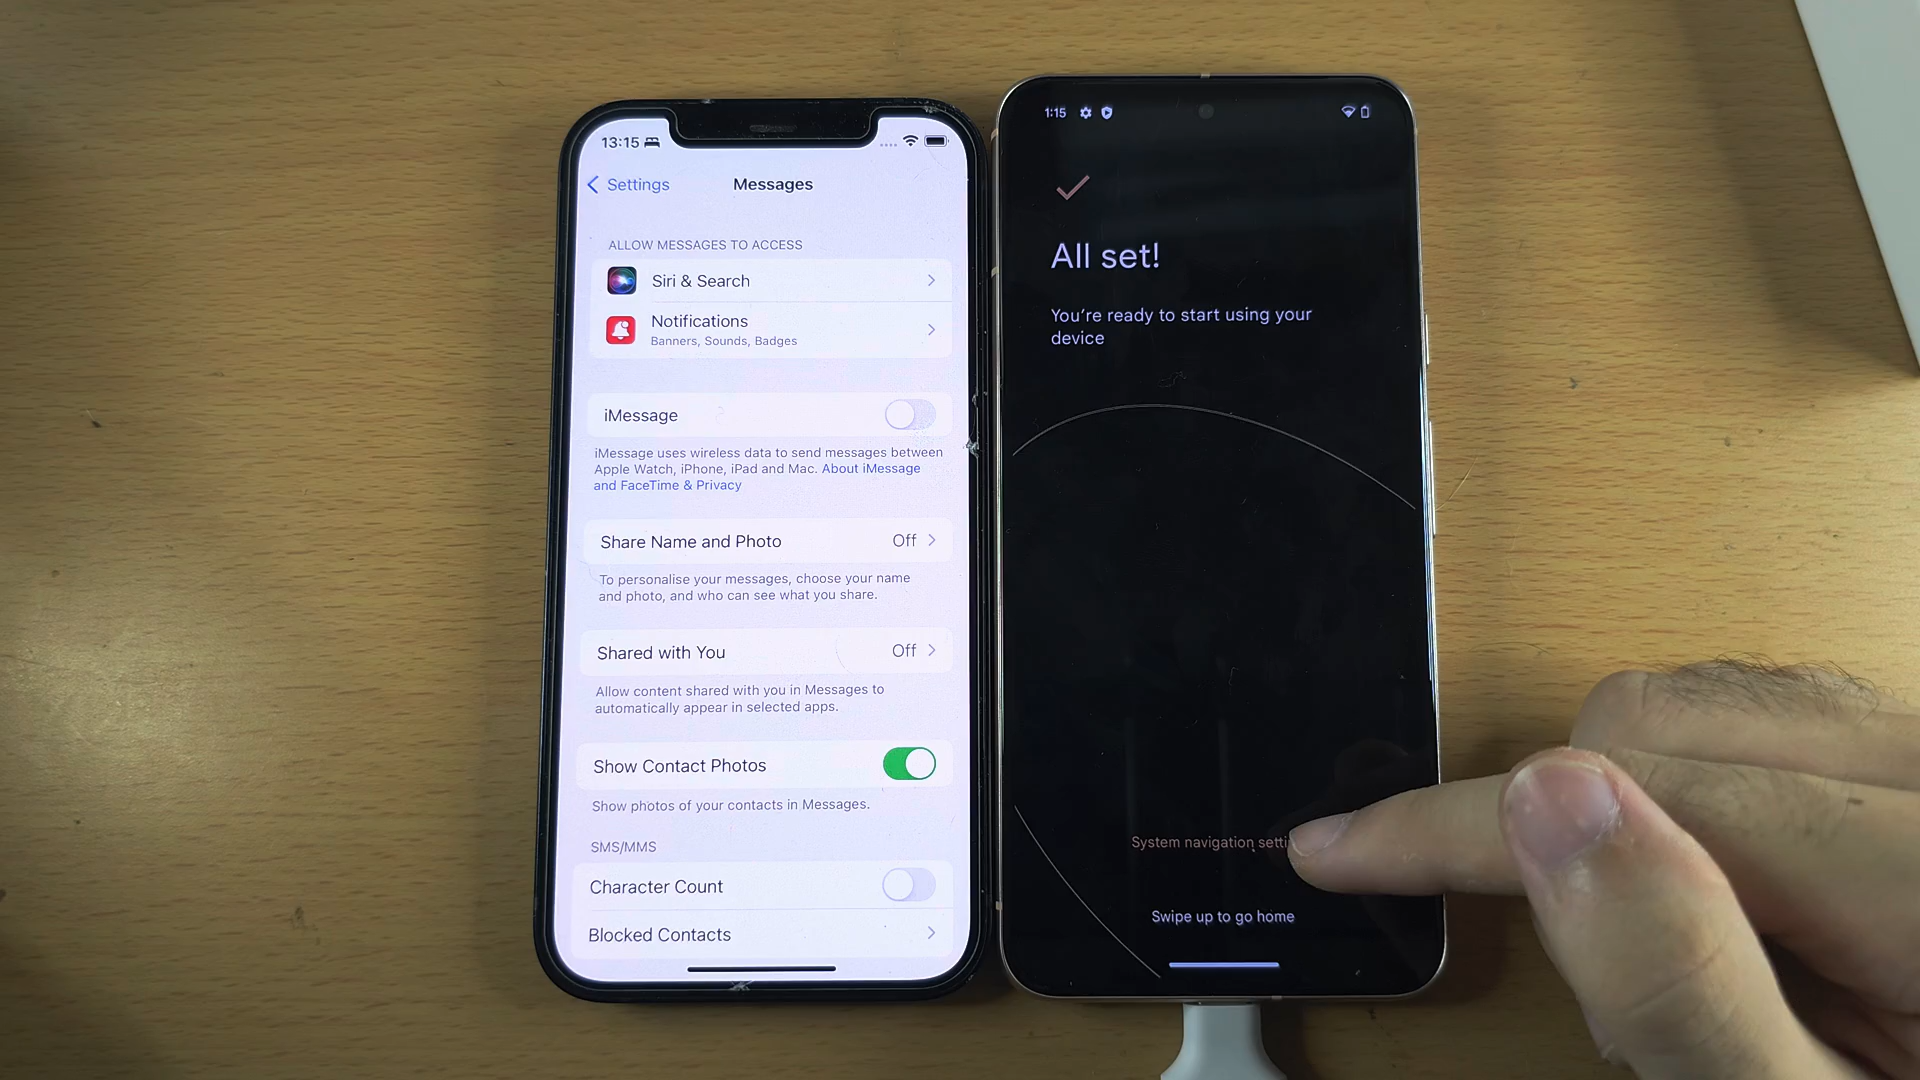 13:15
Settings
Messages
ALLOW MESSAGES TO ACCESS
Siri & Search
Notifications
Banners, Sounds, Badges
iMessage
iMessage uses wireless data to send messages between
Apple Watch, iPhone, iPad and Mac. About iMessage
and FaceTime & Privacy
Share Name and Photo
Off
To personalise your messages, choose your name
and photo, and who can see what you share.
Shared with You
Off
Allow content shared with you in Messages to
automatically appear in selected apps.
Show Contact Photos
Show photos of your contacts in Messages.
SMS/MMS
Character Count
Blocked Contacts
1:15
All set!
You're ready to start using your
device
System navigation setti
Swipe up to go home